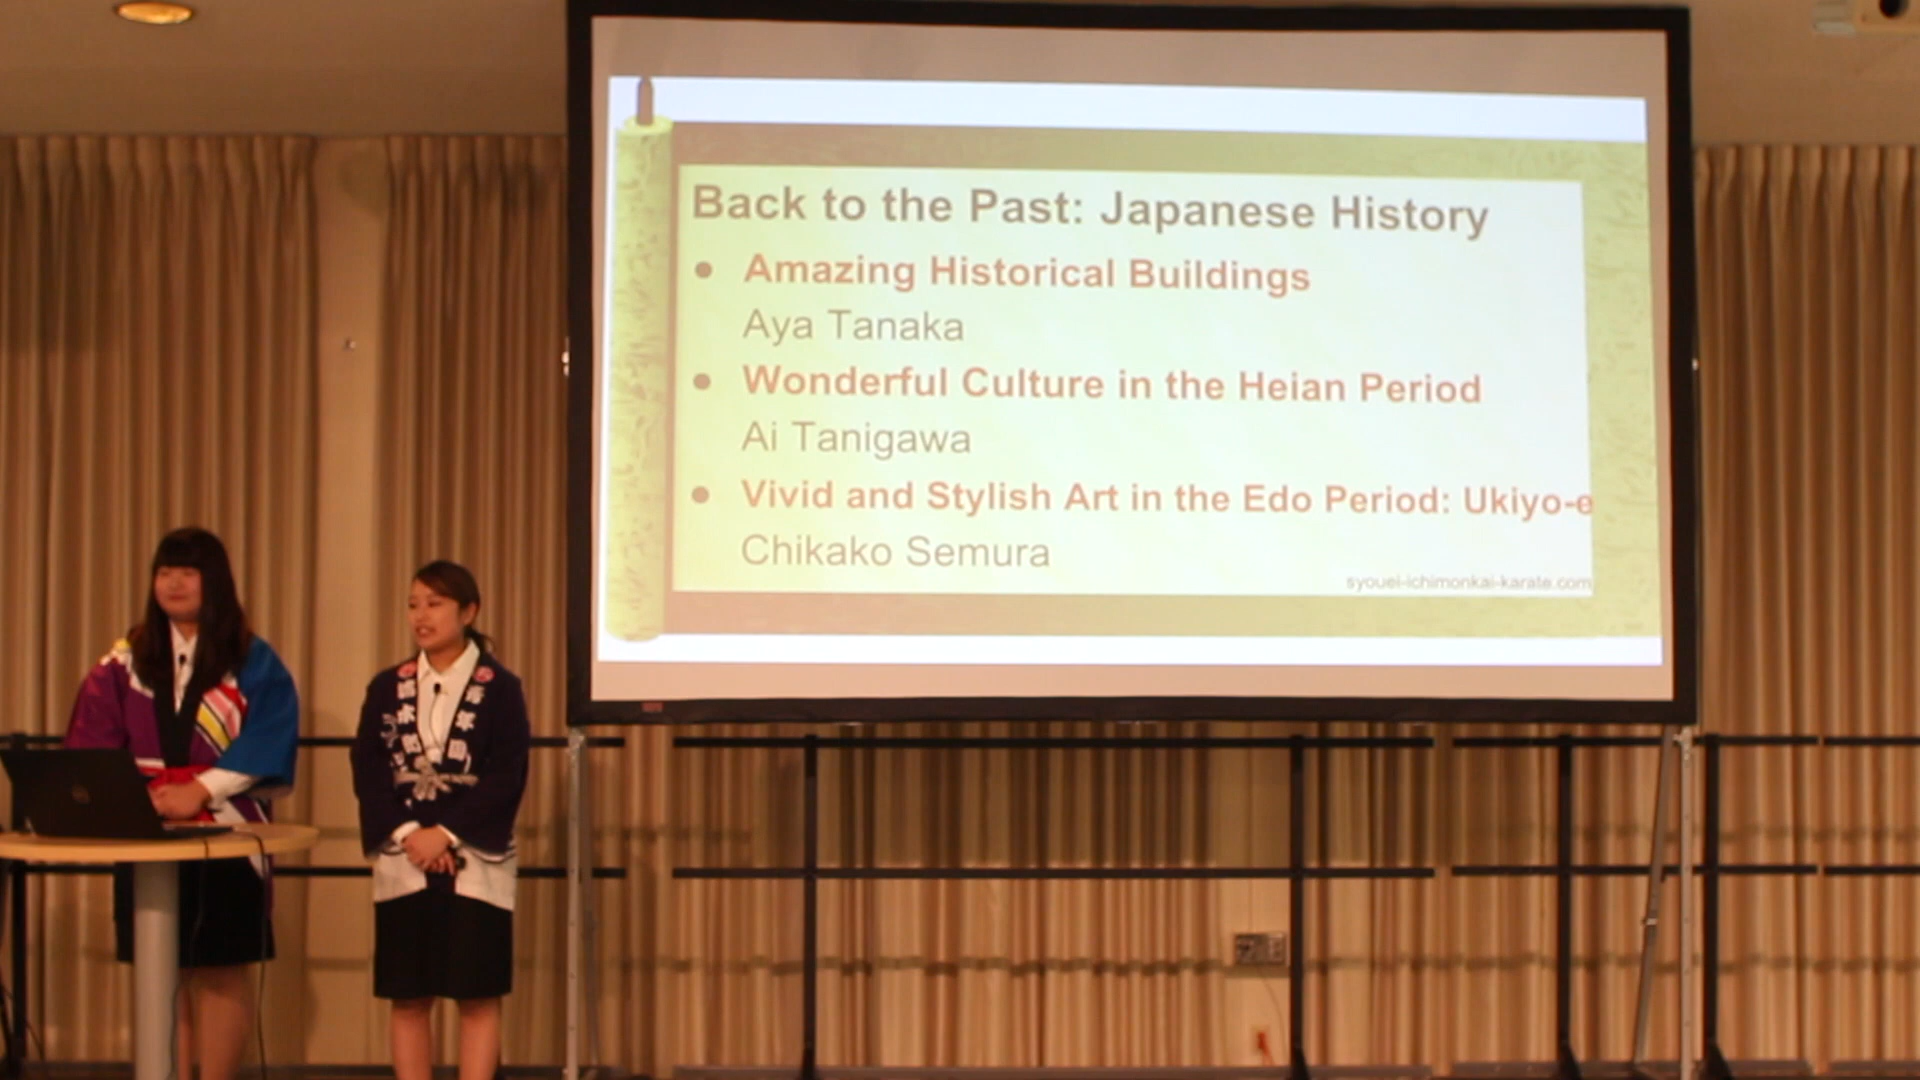 Back to the Past: Japanese History
● Amazing Historical Buildings
Aya Tanaka
● Wonderful Culture in the Heian Period
Ai Tanigawa
● Vivid and Stylish Art in the Edo Period: Ukiyo-e
Chikako Semura
syouei-ichimonkai-karate.com